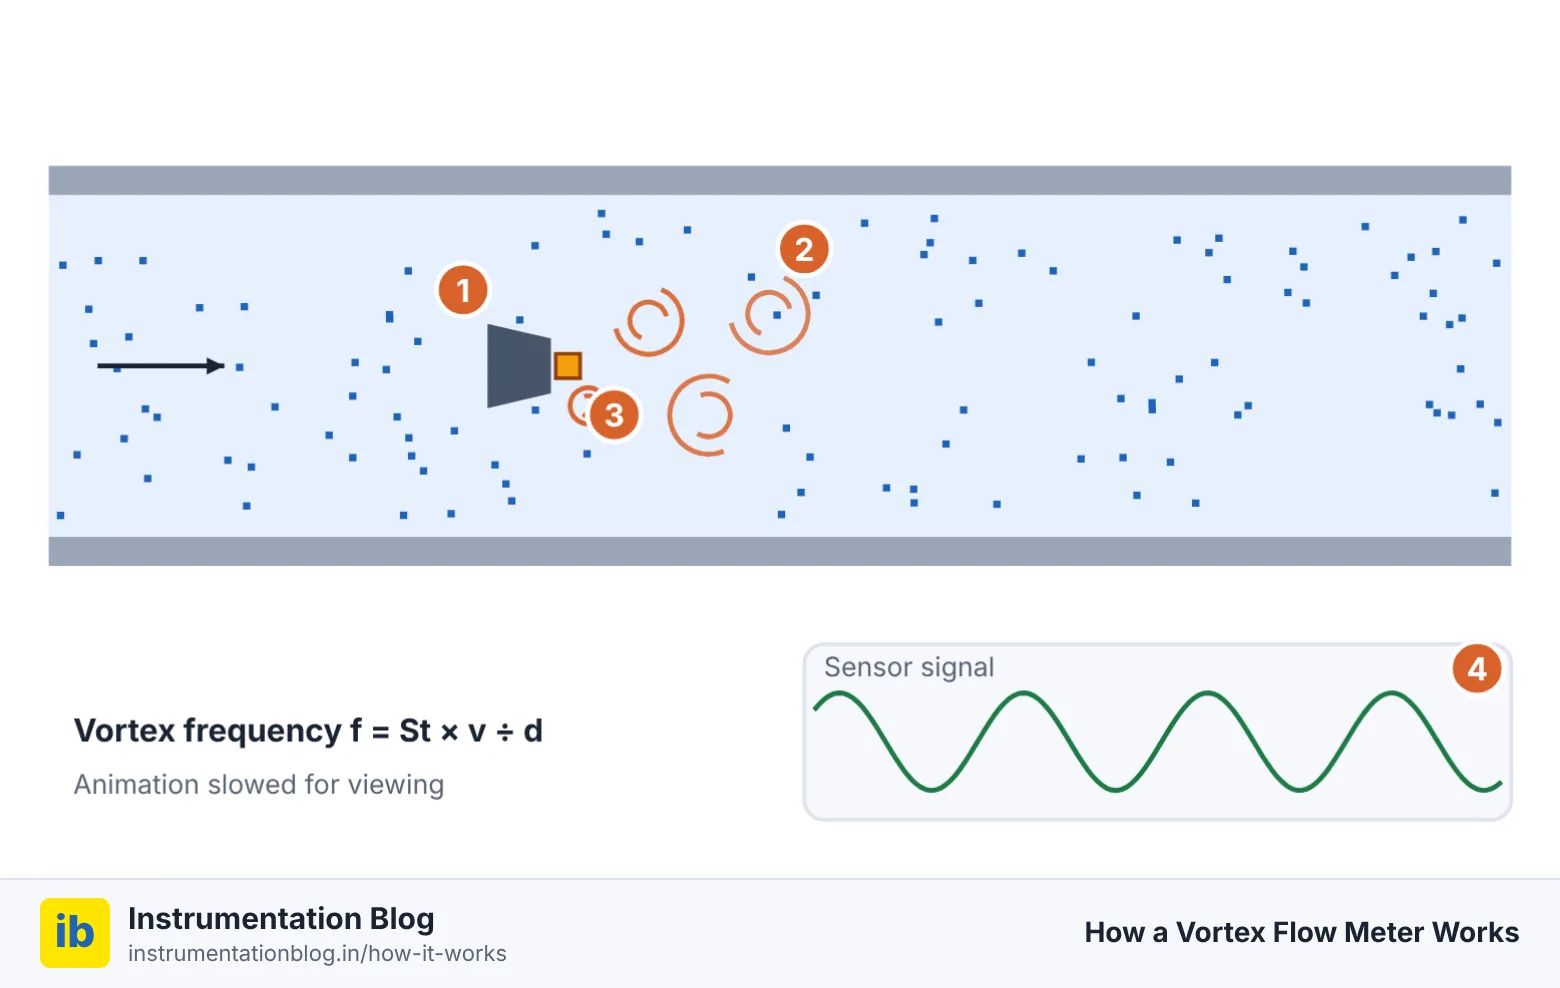 1
2
3
Sensor signal
4
Vortex frequency f = St × v ÷ d
Animation slowed for viewing
ib
Instrumentation Blog
instrumentationblog.in/how-it-works
How a Vortex Flow Meter Works